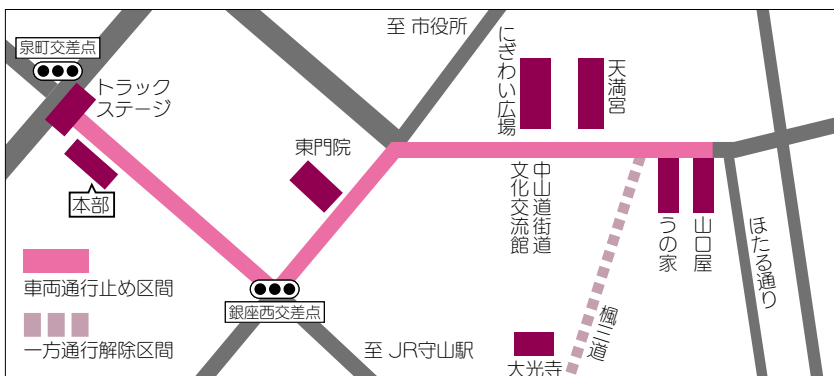 泉町交差点
トラック
ステージ
本部
東門院
至 市役所
にぎわい広場
天満宮
中山道街道
文化交流館
うの家
山口屋
ほたる通り
楓三道
大光寺
銀座西交差点
至 JR守山駅
車両通行止め区間
一方通行解除区間